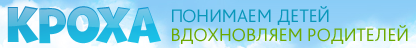 КРОХА
ПОНИМАЕМ ДЕТЕЙ
ВДОХНОВЛЯЕМ РОДИТЕЛЕЙ